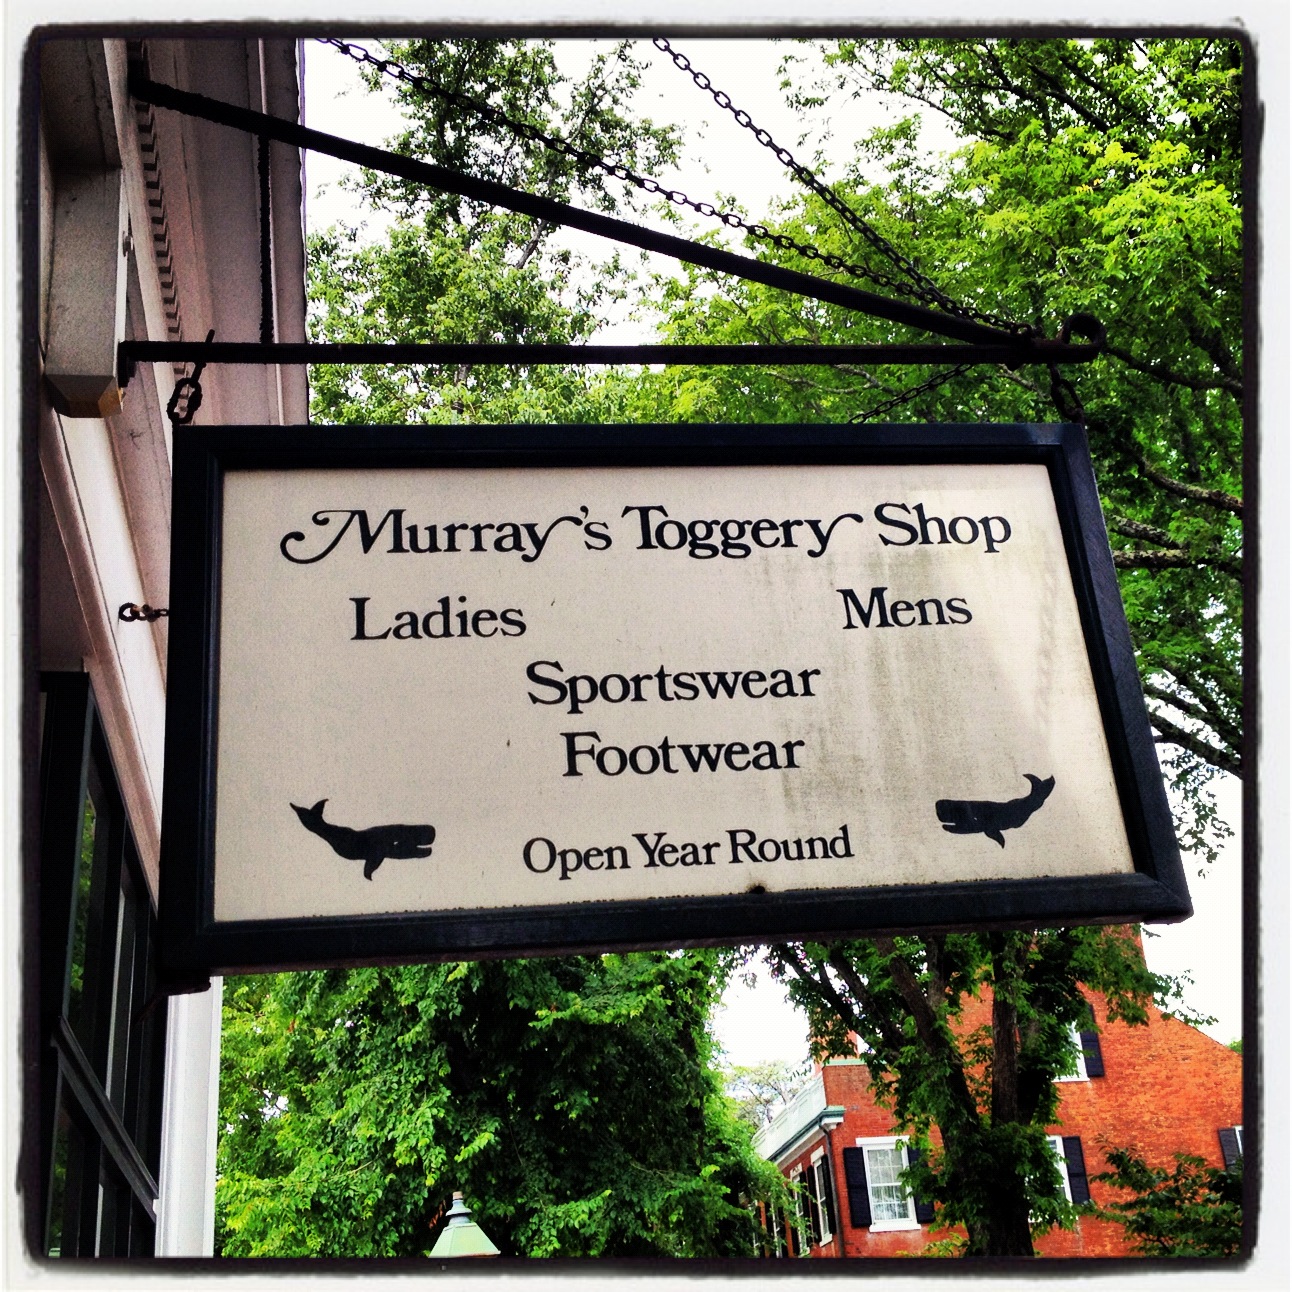 Murray's Toggery Shop
Ladies Mens
Sportswear
Footwear
Open Year Round